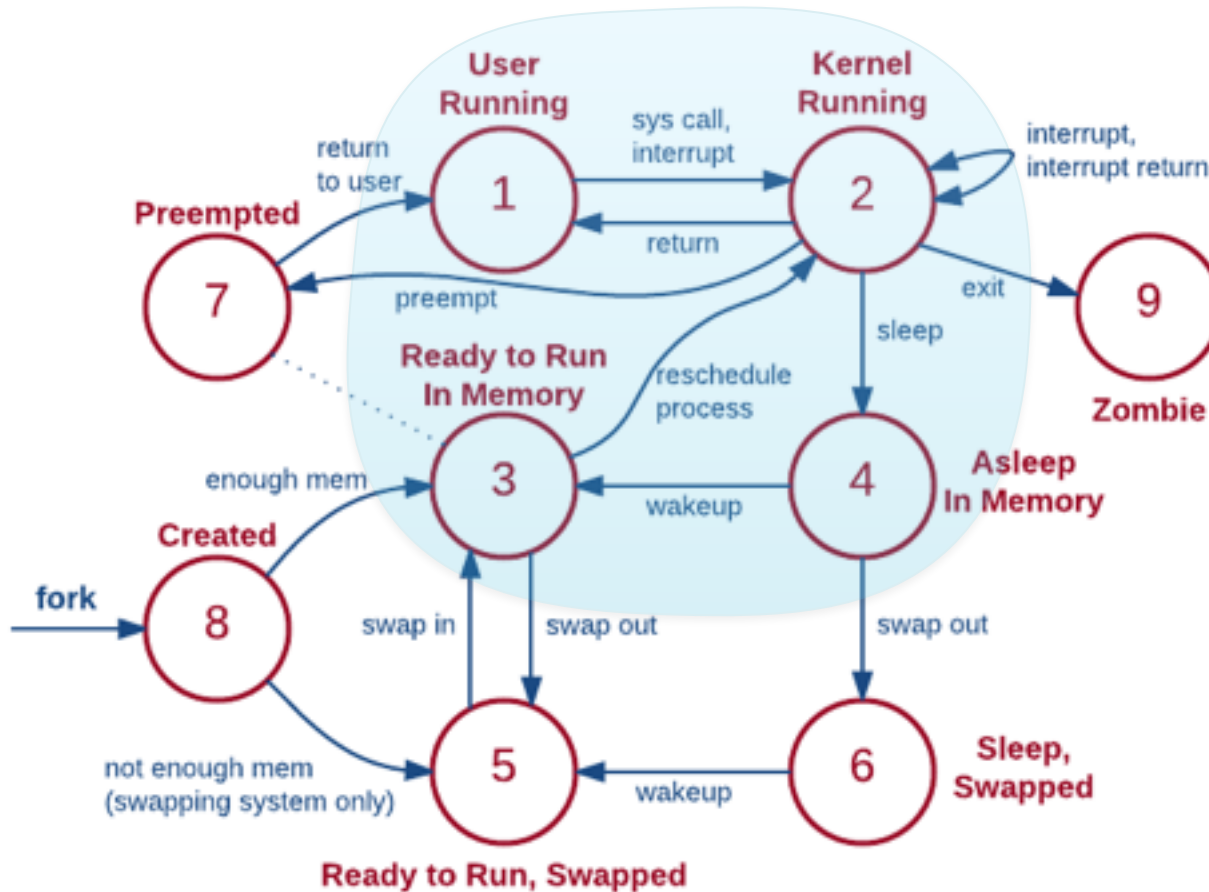 User
Running
Kernel
Running
sys call,
interrupt
interrupt,
interrupt return
return
to user
1
2
Preempted
return
7
preempt
exit
9
sleep
Ready to Run
In Memory
reschedule
process
Zombie
enough mem
3
wakeup
4
Asleep
In Memory
Created
fork
8
swap in
swap out
swap out
not enough mem
(swapping system only)
5
wakeup
6
Sleep,
Swapped
Ready to Run, Swapped